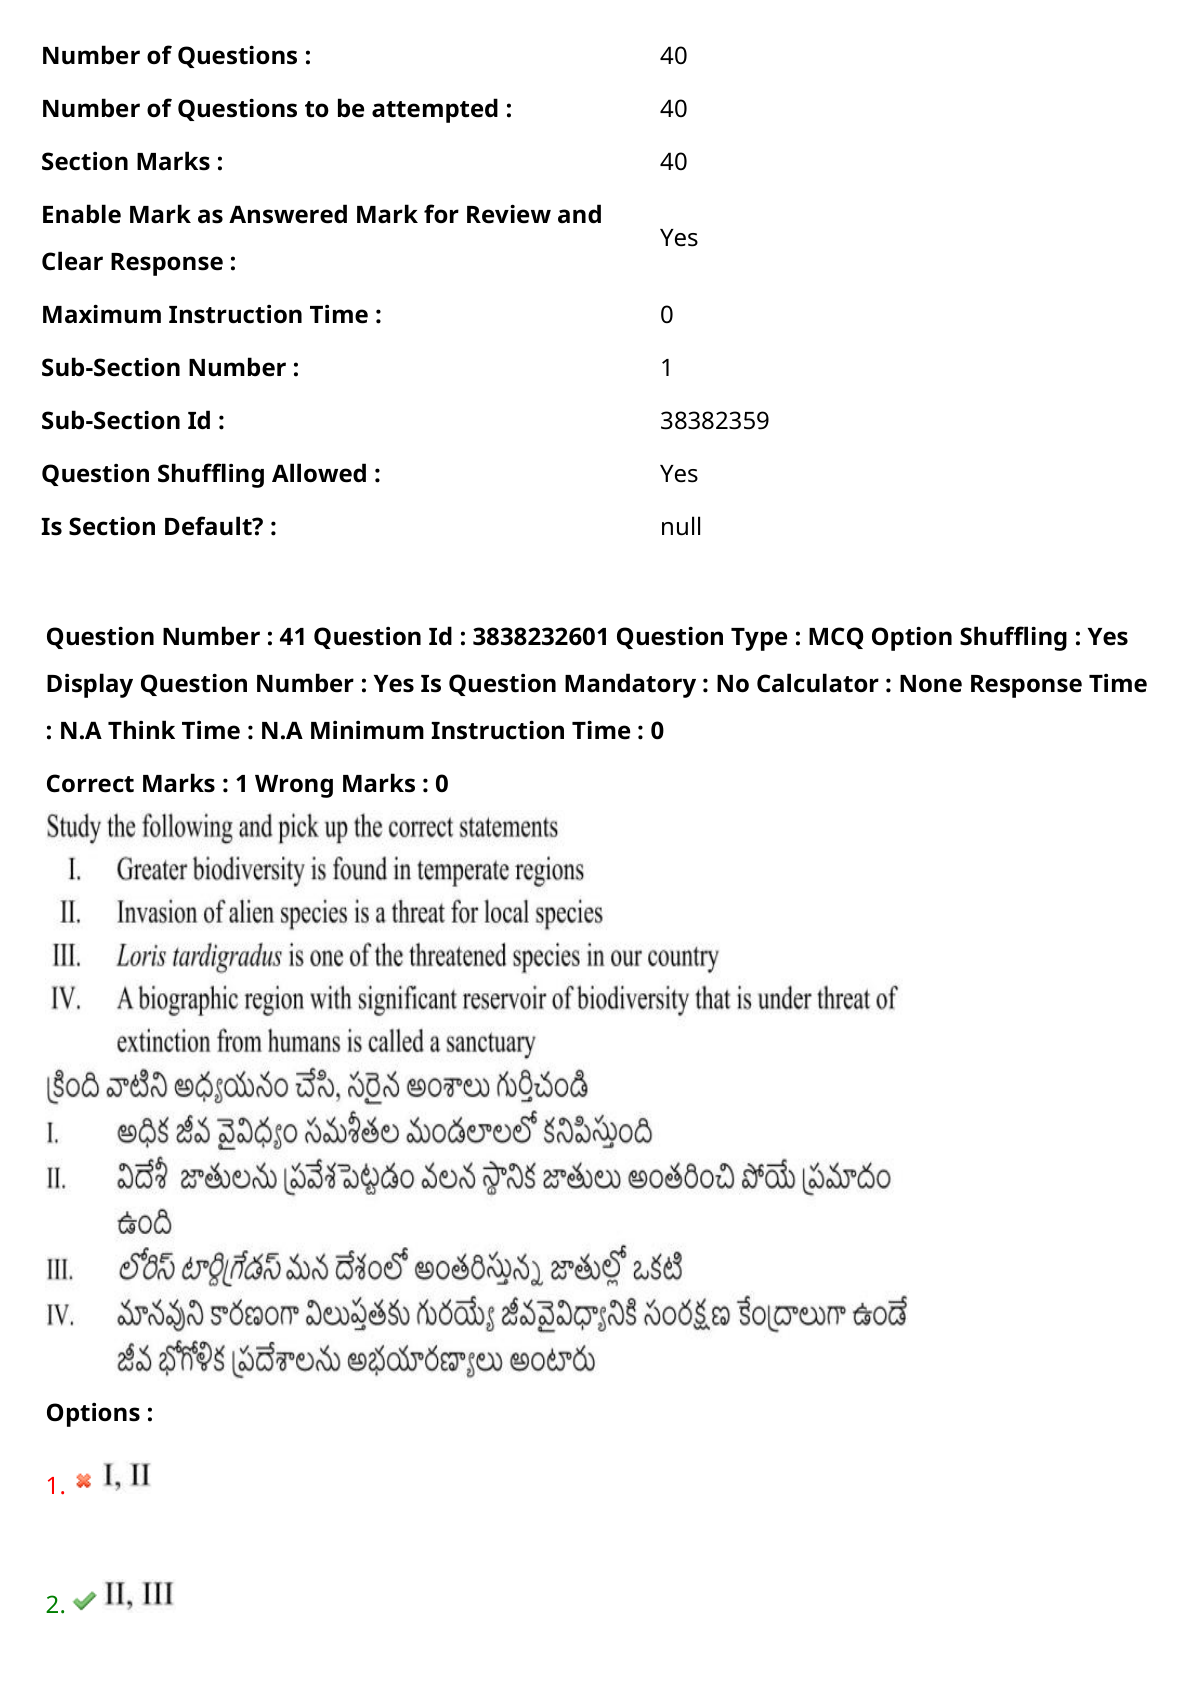 Number of Questions : 40
Number of Questions to be attempted : 40
Section Marks : 40
Enable Mark as Answered Mark for Review and
Clear Response :
Yes
Maximum Instruction Time : 0
Sub-Section Number : 1
Sub-Section Id : 38382359
Question Shuffling Allowed : Yes
Is Section Default? : null
Question Number : 41 Question Id : 3838232601 Question Type : MCQ Option Shuffling : Yes
Display Question Number : Yes Is Question Mandatory : No Calculator : None Response Time
: N.A Think Time : N.A Minimum Instruction Time : 0
Correct Marks : 1 Wrong Marks : 0
Study the following and pick up the correct statements
I. Greater biodiversity is found in temperate regions
II. Invasion of alien species is a threat for local species
III. Loris tardigradus is one of the threatened species in our country
IV. A biographic region with significant reservoir of biodiversity that is under threat of
extinction from humans is called a sanctuary
క్రింది వాటిని అధ్యయనం చేసి, సరైన అంశాలు గుర్తిచండి
I. అధిక జీవ వైవిధ్యం సమశీతల మండలాలలో కనిపిస్తుంది
II. విదేశీ జాతులను ప్రవేశపెట్టడం వలన స్థానిక జాతులు అంతరించి పోయే ప్రమాదం
ఉంది
III. లోరిస్ టార్డిగ్రేడస్ మన దేశంలో అంతరిస్తున్న జాతుల్లో ఒకటి
IV. మానవుని కారణంగా విలుప్తతకు గురయ్యే జీవవైవిధ్యానికి సంరక్షణ కేంద్రాలుగా ఉండే
జీవ భౌగోళిక ప్రదేశాలను అభయారణ్యాలు అంటారు
Options :
1. I, II
2. II, III